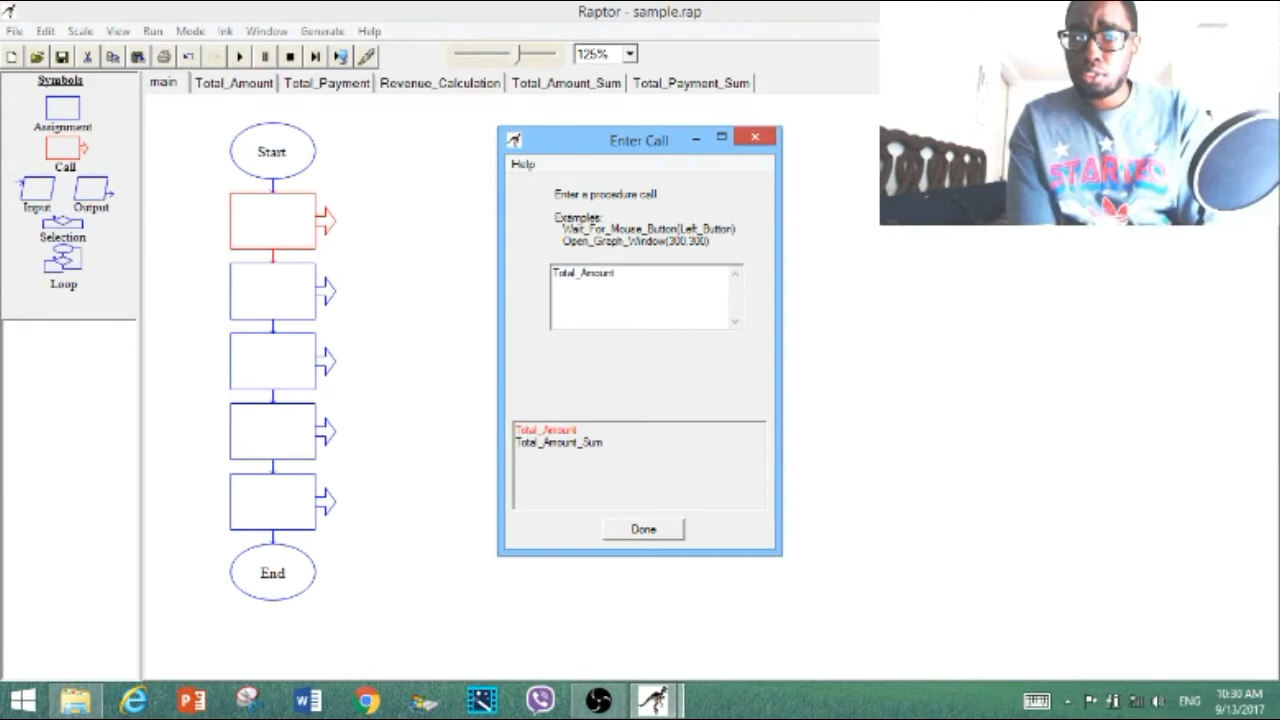 Raptor - sample.rap
File Edit Scale View Run Mode Ink Window Generate Help
125%
Symbols
Assignment
Call
Input Output
Selection
Loop
main Total_Amount Total_Payment Revenue_Calculation Total_Amount_Sum Total_Payment_Sum
Start
End
Enter Call
Help
Enter a procedure call.
Examples:
Wait_For_Mouse_Button(Left_Button)
Open_Graph_Window(300,300)
Total_Amount
Total_Amount
Total_Amount_Sum
Done
STARTED
ENG
10:30 AM
9/13/2017